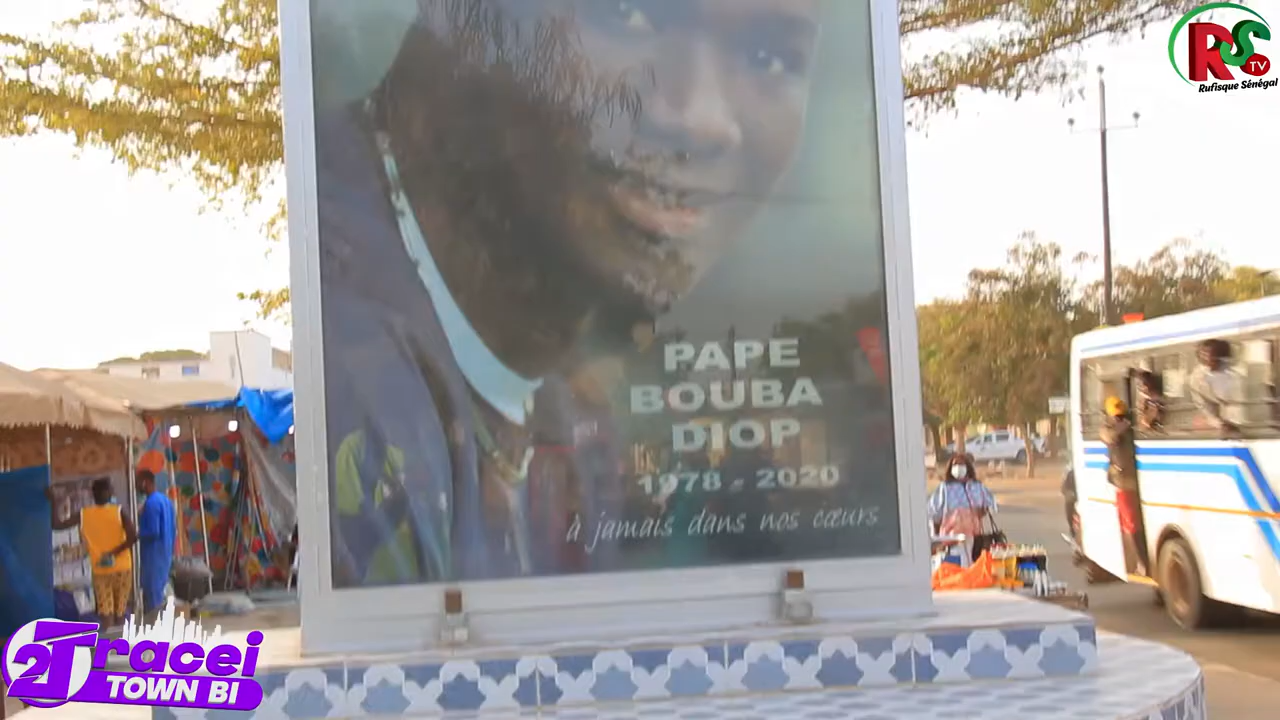 RS TV
Rufisque Sénégal
PAPE
BOUBA
DIOP
1978 - 2020
à jamais dans nos cœurs
2Tracei
TOWN BI